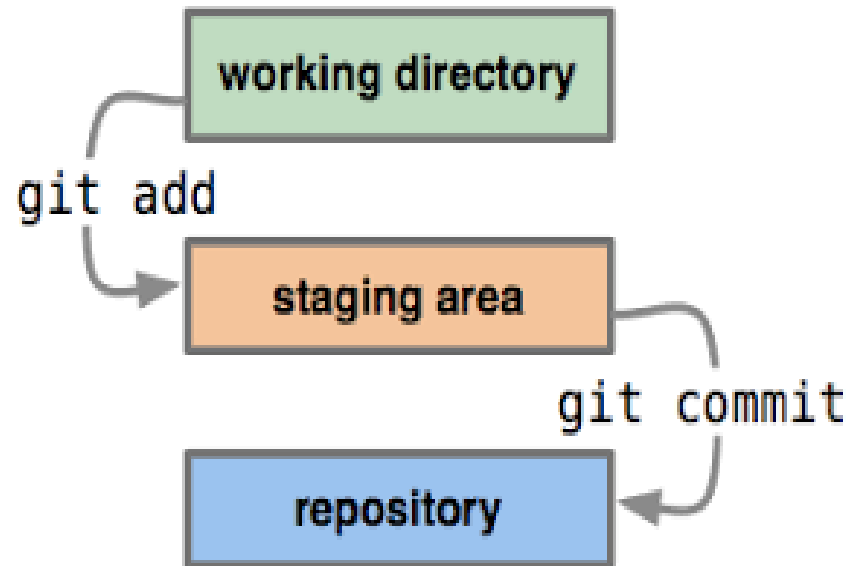 working directory
git add
staging area
git commit
repository